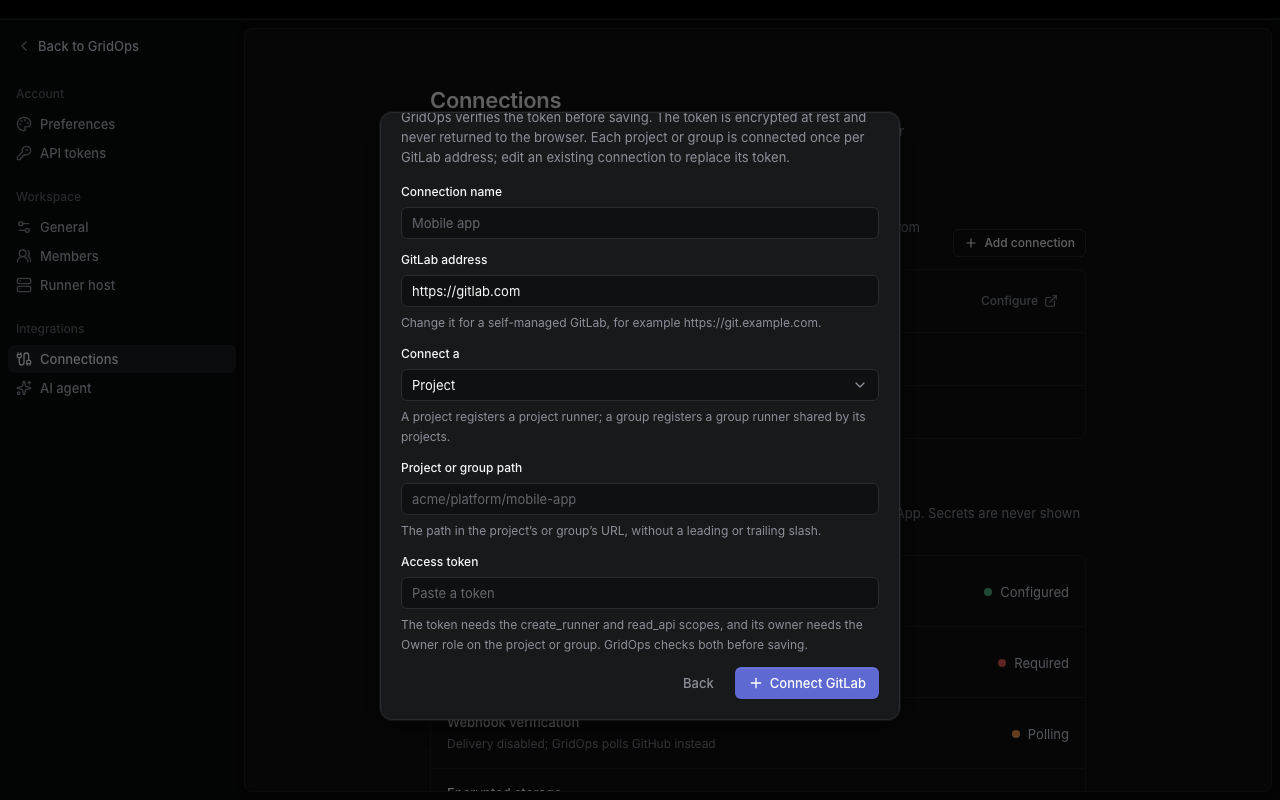 Back to GridOps
Account
Preferences
API tokens
Workspace
General
Members
Runner host
Integrations
Connections
AI agent
Connections
GridOps verifies the token before saving. The token is encrypted at rest and
never returned to the browser. Each project or group is connected once per
GitLab address; edit an existing connection to replace its token.
Connection name
Mobile app
GitLab address
https://gitlab.com
Change it for a self-managed GitLab, for example https://git.example.com.
Connect a
Project
A project registers a project runner; a group registers a group runner shared by its
projects.
Project or group path
acme/platform/mobile-app
The path in the project’s or group’s URL, without a leading or trailing slash.
Access token
Paste a token
The token needs the create_runner and read_api scopes, and its owner needs the
Owner role on the project or group. GridOps checks both before saving.
Back
Connect GitLab
Add connection
Configure
App. Secrets are never shown
Configured
Required
Webhook verification
Delivery disabled; GridOps polls GitHub instead
Polling
Encrypted storage